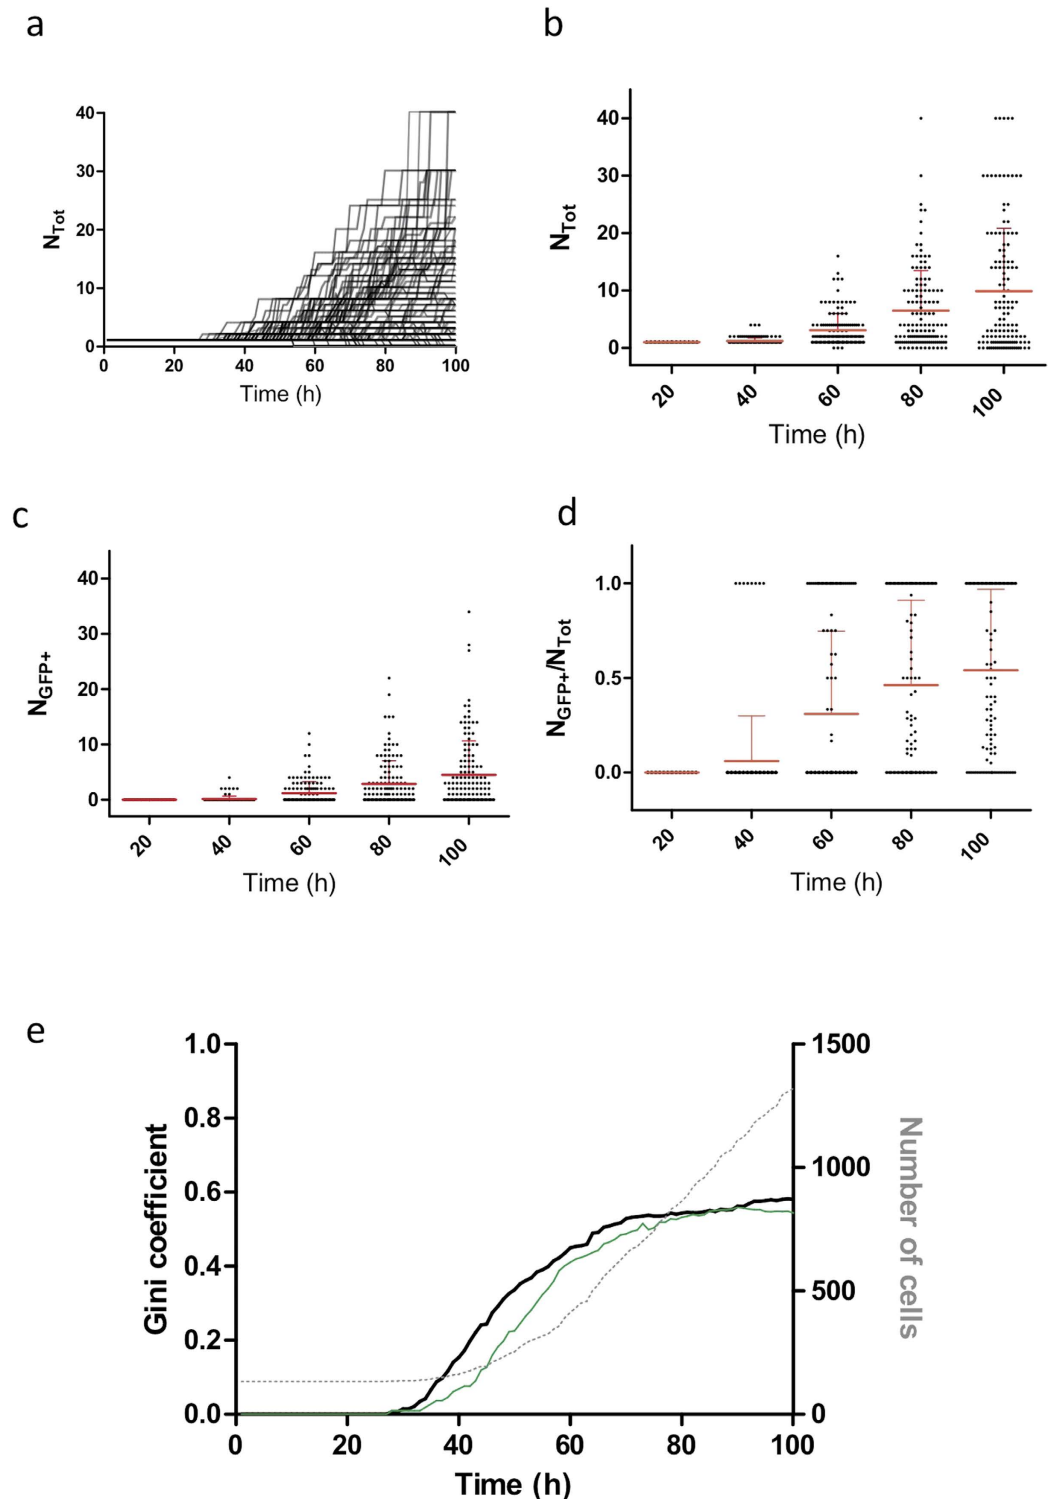 a
40
30
20
10
0
N_Tot
0 20 40 60 80 100
Time (h)
b
40
30
20
10
0
N_Tot
20 40 60 80 100
Time (h)
c
40
30
20
10
0
N_GFP+
20 40 60 80 100
Time (h)
d
1.0
0.5
0.0
N_GFP+/N_Tot
20 40 60 80 100
Time (h)
e
1.0
0.8
0.6
0.4
0.2
0.0
Gini coefficient
1500
1000
500
0
Number of cells
0 20 40 60 80 100
Time (h)